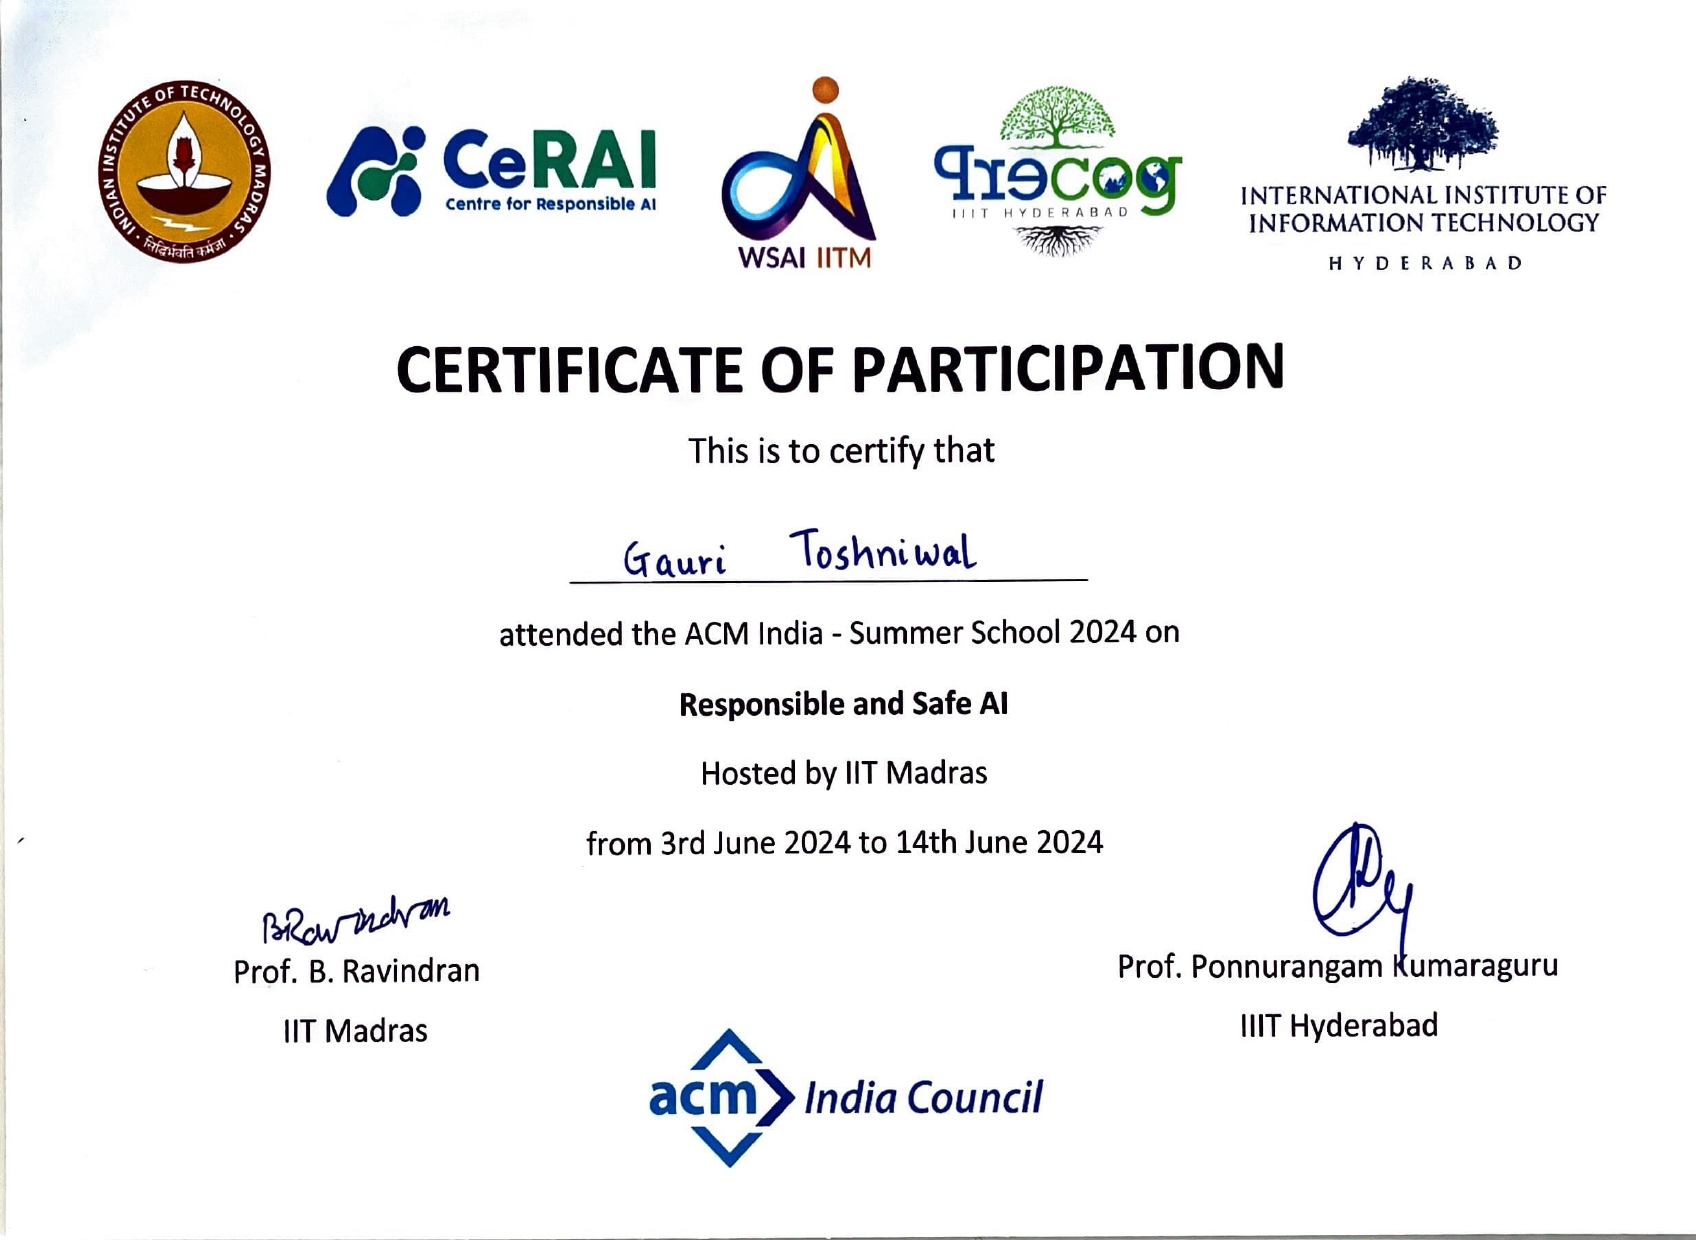 INDIAN INSTITUTE OF TECHNOLOGY MADRAS
सिद्धिर्भवति कर्मजा
CeRAI
Centre for Responsible AI
WSAI IITM
Precog
IIIT HYDERABAD
INTERNATIONAL INSTITUTE OF
INFORMATION TECHNOLOGY
HYDERABAD
CERTIFICATE OF PARTICIPATION
This is to certify that
Gauri Toshniwal
attended the ACM India - Summer School 2024 on
Responsible and Safe AI
Hosted by IIT Madras
from 3rd June 2024 to 14th June 2024
BRavindran
Prof. B. Ravindran
IIT Madras
Prof. Ponnurangam Kumaraguru
IIIT Hyderabad
acm India Council